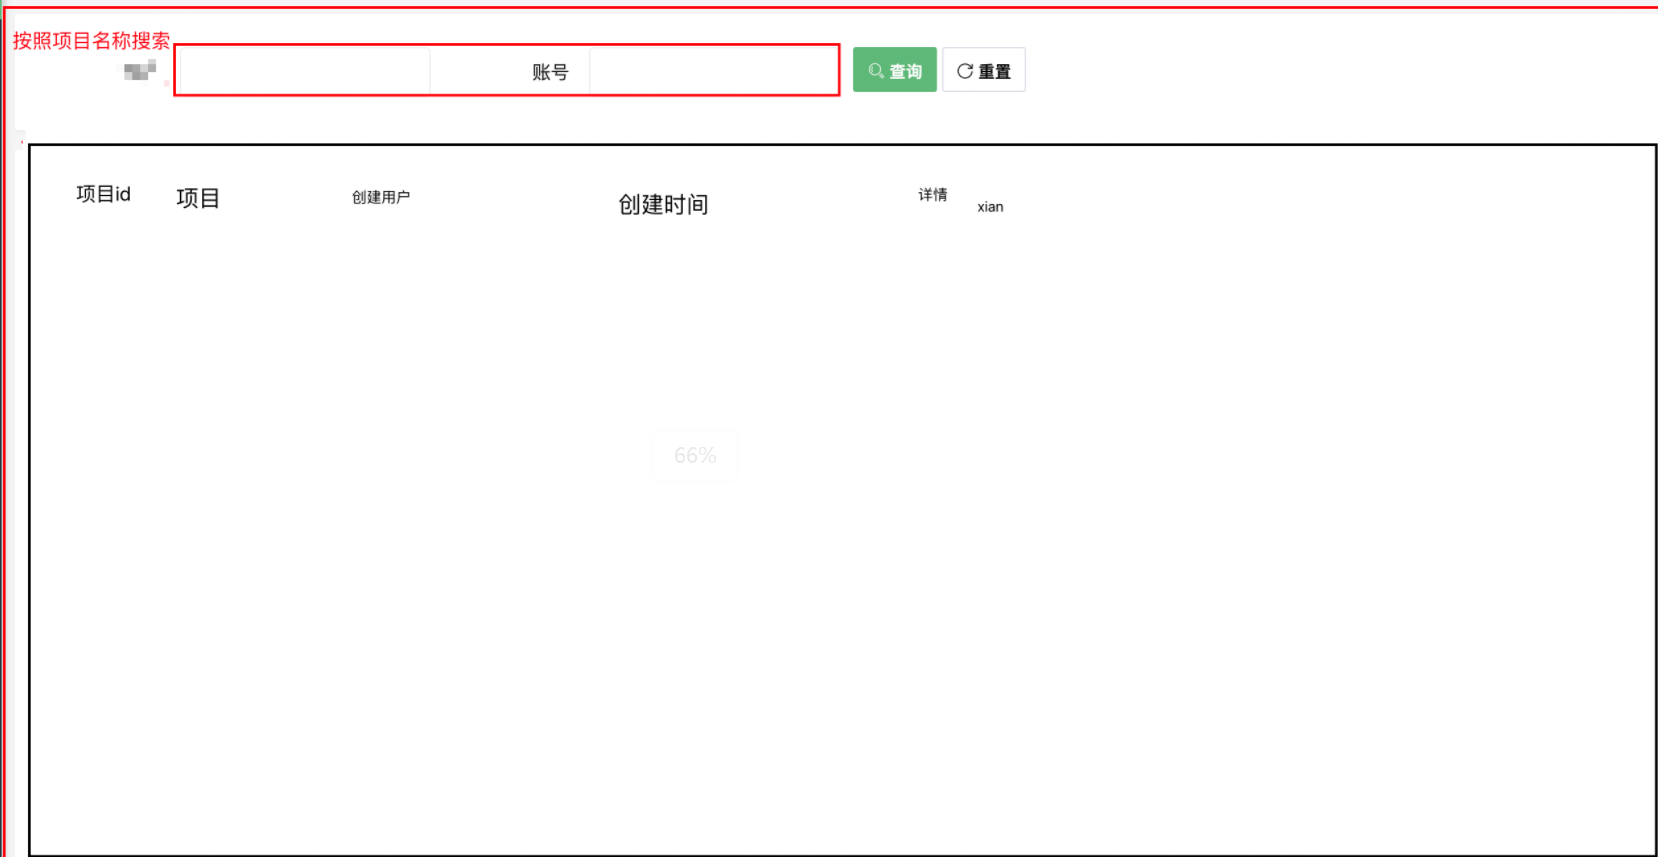 按照项目名称搜索
账号
查询
重置
项目id
项目
创建用户
创建时间
详情
xian
66%